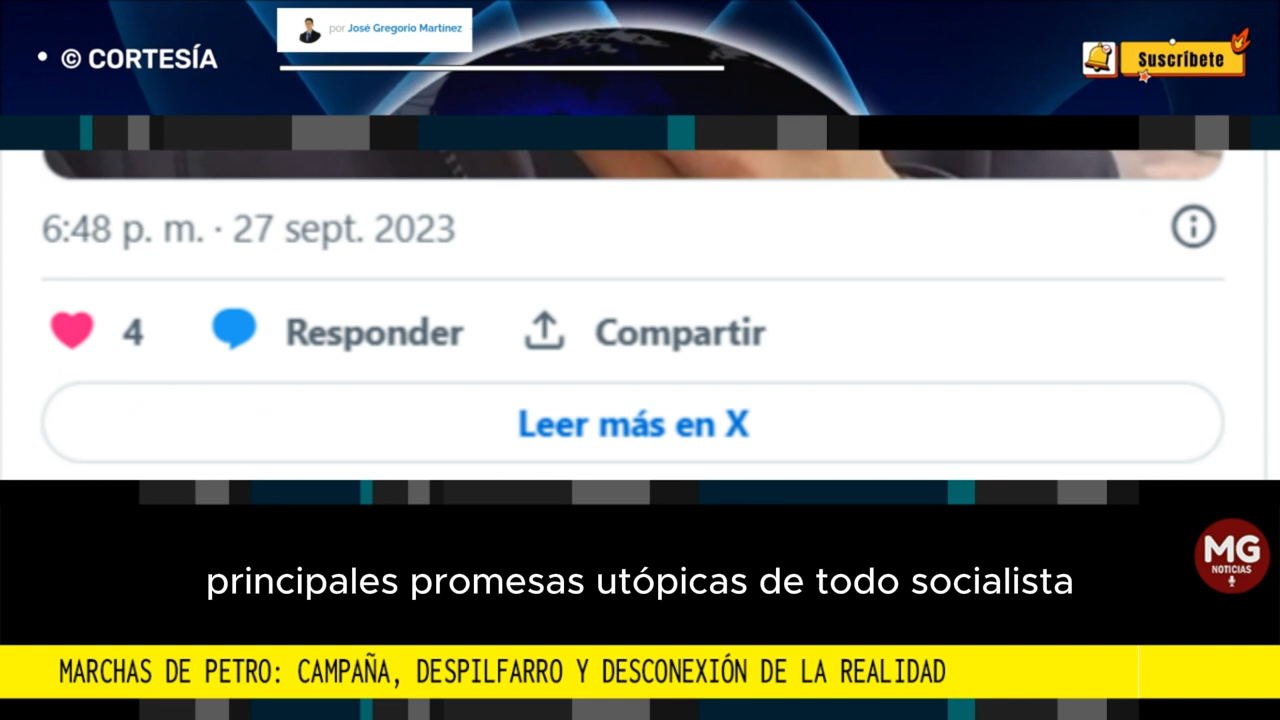 por José Gregorio Martínez
• © CORTESÍA
Suscríbete
6:48 p. m. · 27 sept. 2023
4 Responder Compartir
Leer más en X
MG
NOTICIAS
principales promesas utópicas de todo socialista
MARCHAS DE PETRO: CAMPAÑA, DESPILFARRO Y DESCONEXIÓN DE LA REALIDAD